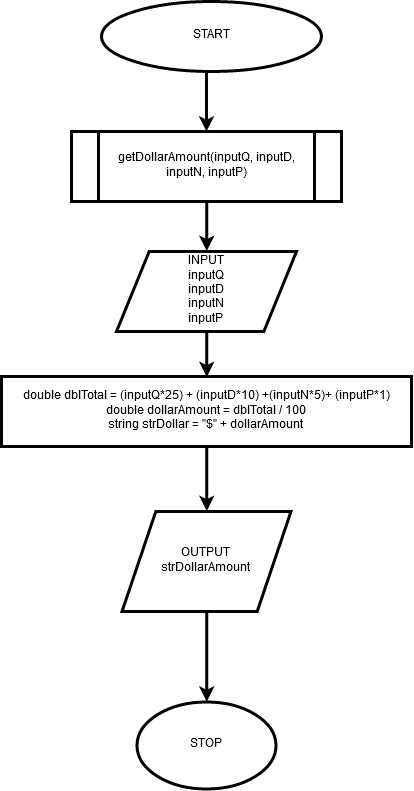 START
getDollarAmount(inputQ, inputD,
inputN, inputP)
INPUT
inputQ
inputD
inputN
inputP
double dblTotal = (inputQ*25) + (inputD*10) +(inputN*5)+ (inputP*1)
double dollarAmount = dblTotal / 100
string strDollar = "$" + dollarAmount
OUTPUT
strDollarAmount
STOP